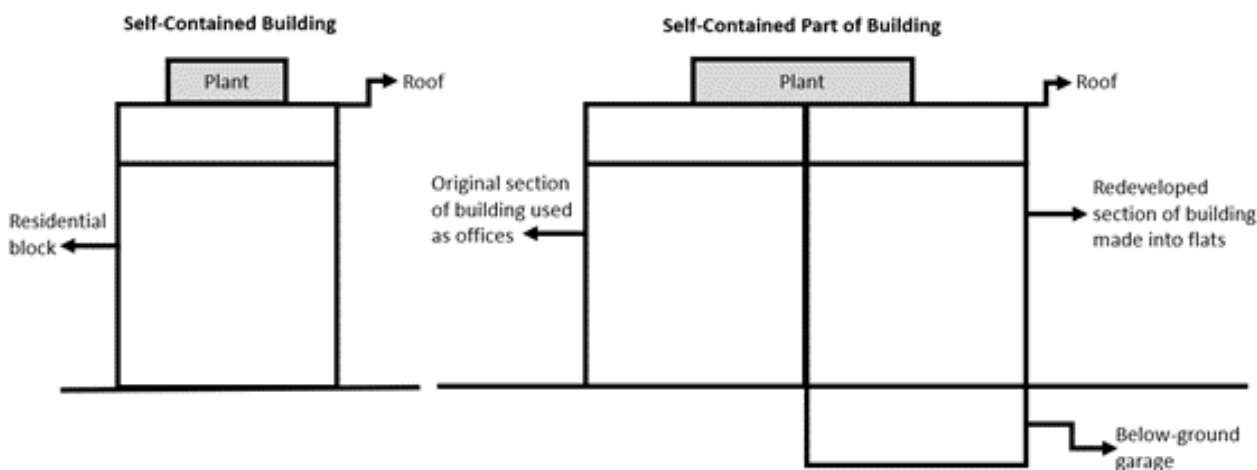 Self-Contained Building
Plant
Roof
Residential
block
Self-Contained Part of Building
Plant
Roof
Original section
of building used
as offices
Redeveloped
section of building
made into flats
Below-ground
garage